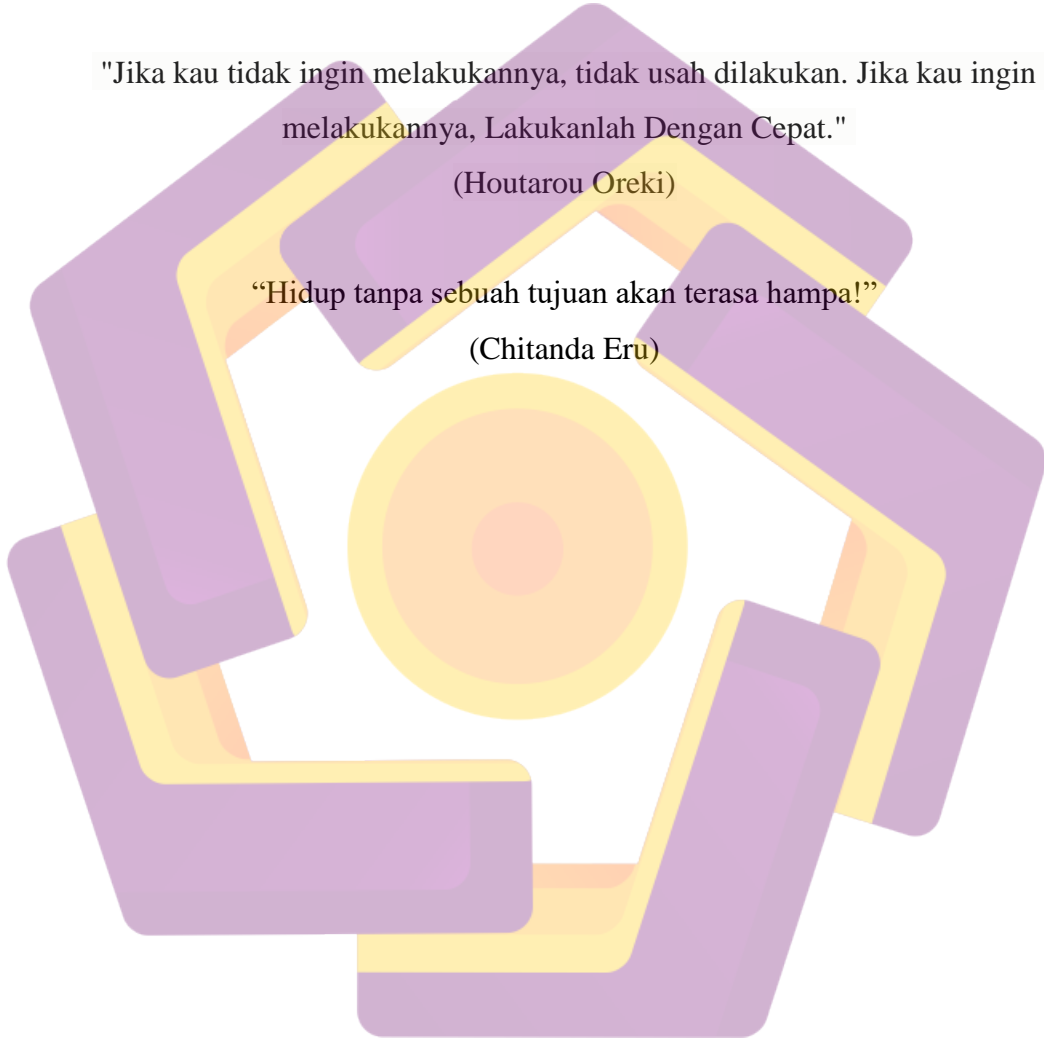 "Jika kau tidak ingin melakukannya, tidak usah dilakukan. Jika kau ingin
melakukannya, Lakukanlah Dengan Cepat."
(Houtarou Oreki)
“Hidup tanpa sebuah tujuan akan terasa hampa!”
(Chitanda Eru)